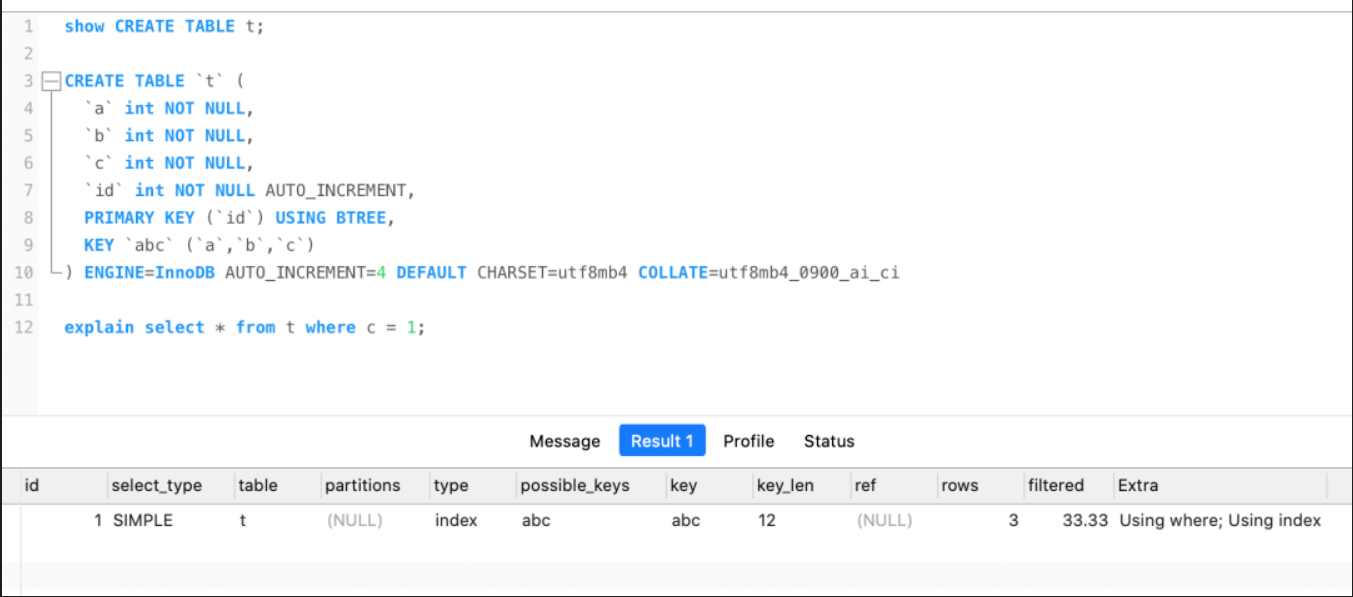 1 show CREATE TABLE t;
2
3 CREATE TABLE `t` (
4 `a` int NOT NULL,
5 `b` int NOT NULL,
6 `c` int NOT NULL,
7 `id` int NOT NULL AUTO_INCREMENT,
8 PRIMARY KEY (`id`) USING BTREE,
9 KEY `abc` (`a`,`b`,`c`)
10 ) ENGINE=InnoDB AUTO_INCREMENT=4 DEFAULT CHARSET=utf8mb4 COLLATE=utf8mb4_0900_ai_ci
11
12 explain select * from t where c = 1;
Message Result 1 Profile Status
id select_type table partitions type possible_keys key key_len ref rows filtered Extra
1 SIMPLE t (NULL) index abc abc 12 (NULL) 3 33.33 Using where; Using index